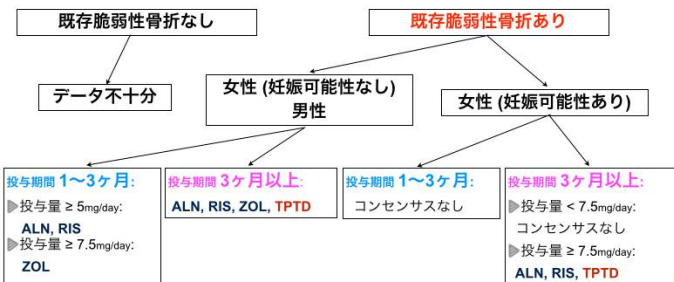 既存脆弱性骨折なし
既存脆弱性骨折あり
データ不十分
女性 (妊娠可能性なし)
男性
女性 (妊娠可能性あり)
投与期間 1〜3ヶ月:
▶投与量 ≥ 5mg/day:
ALN, RIS
▶投与量 ≥ 7.5mg/day:
ZOL
投与期間 3ヶ月以上:
ALN, RIS, ZOL, TPTD
投与期間 1〜3ヶ月:
コンセンサスなし
投与期間 3ヶ月以上:
▶投与量 < 7.5mg/day:
コンセンサスなし
▶投与量 ≥ 7.5mg/day:
ALN, RIS, TPTD